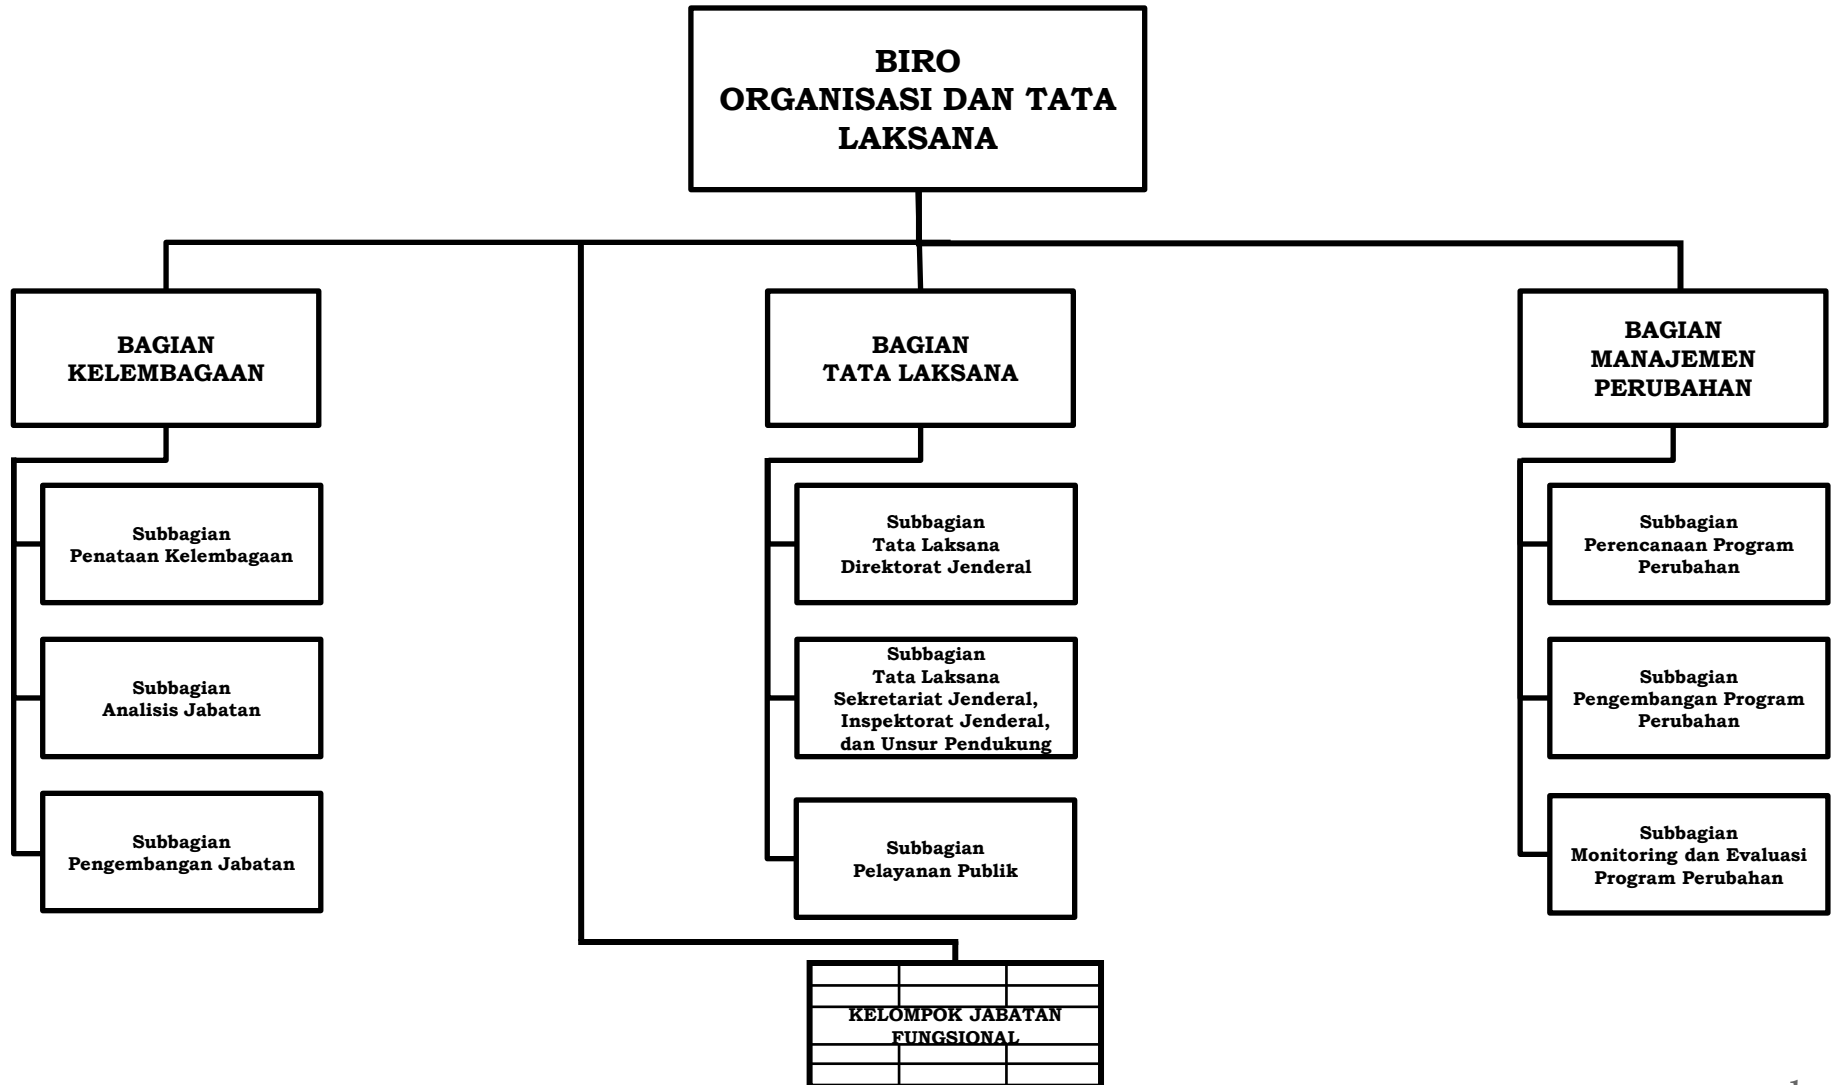 BIRO
ORGANISASI DAN TATA
LAKSANA
BAGIAN
KELEMBAGAAN
BAGIAN
TATA LAKSANA
BAGIAN
MANAJEMEN
PERUBAHAN
Subbagian
Penataan Kelembagaan
Subbagian
Analisis Jabatan
Subbagian
Pengembangan Jabatan
Subbagian
Tata Laksana
Direktorat Jenderal
Subbagian
Tata Laksana
Sekretariat Jenderal,
Inspektorat Jenderal,
dan Unsur Pendukung
Subbagian
Pelayanan Publik
Subbagian
Perencanaan Program
Perubahan
Subbagian
Pengembangan Program
Perubahan
Subbagian
Monitoring dan Evaluasi
Program Perubahan
KELOMPOK JABATAN
FUNGSIONAL